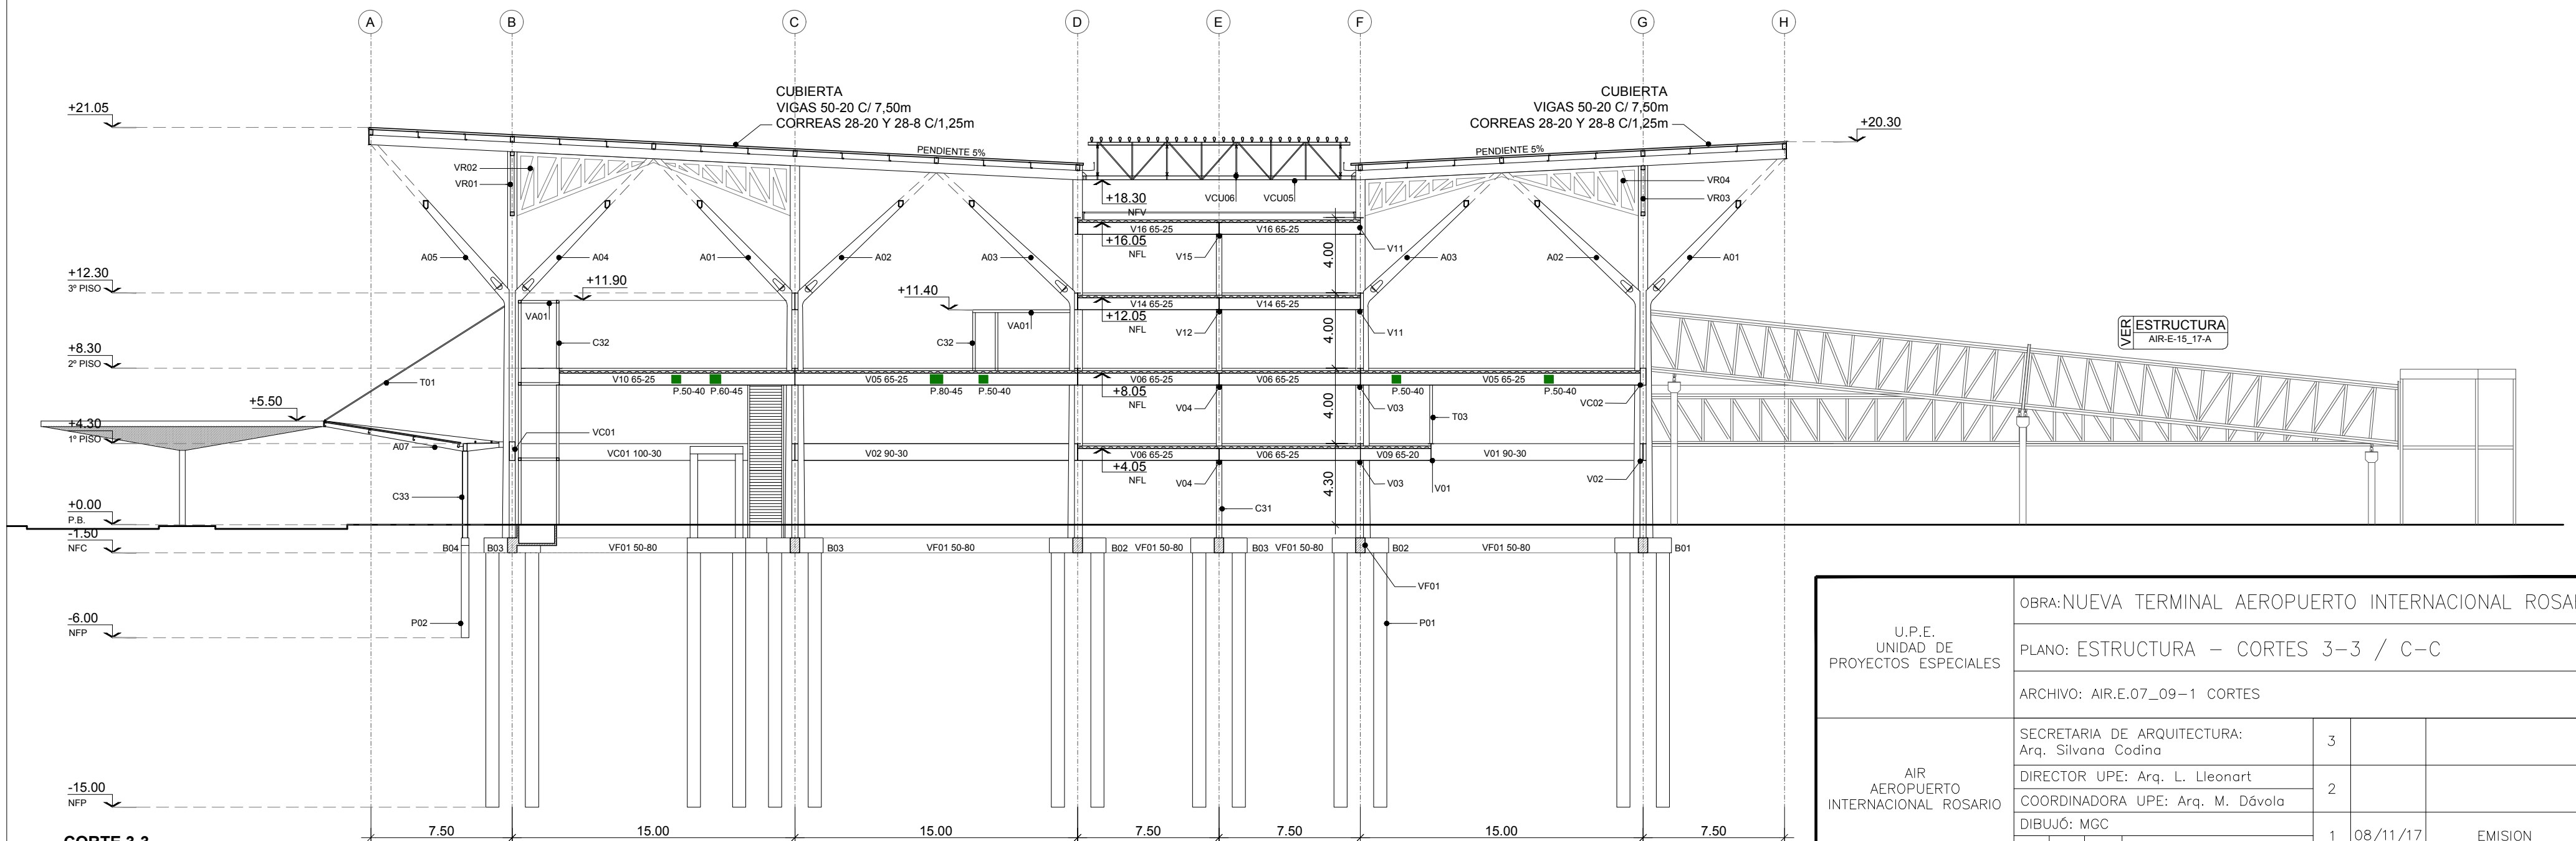 A B C D E F G H
CUBIERTA
VIGAS 50-20 C/ 7,50m
CORREAS 28-20 Y 28-8 C/1,25m
CUBIERTA
VIGAS 50-20 C/ 7,50m
CORREAS 28-20 Y 28-8 C/1,25m
+21.05
+20.30
PENDIENTE 5%
PENDIENTE 5%
VR02
VR01
VR04
VR03
+18.30
NFV
VCU06
VCU05
V16 65-25
V16 65-25
+16.05
NFL
V15
V11
4.00
A05
A04
A01
A02
A03
A03
A02
A01
+12.30
3º PISO
+11.90
+11.40
V14 65-25
V14 65-25
+12.05
NFL
VA01
VA01
V12
V11
4.00
C32
C32
VER
ESTRUCTURA
AIR-E-15_17-A
+8.30
2º PISO
T01
V10 65-25
V05 65-25
V06 65-25
V06 65-25
V05 65-25
P.50-40
P.60-45
P.80-45
P.50-40
+8.05
NFL
P.50-40
P.50-40
V04
V03
VC02
4.00
T03
+5.50
+4.30
1º PISO
A07
VC01
VC01 100-30
V02 90-30
V06 65-25
V06 65-25
V09 65-20
V01 90-30
+4.05
NFL
V04
V03
V01
V02
4.30
C33
C31
+0.00
P.B.
-1.50
NFC
B04
B03
VF01 50-80
B03
VF01 50-80
B02
VF01 50-80
B03
VF01 50-80
B02
VF01 50-80
B01
VF01
-6.00
NFP
P02
P01
-15.00
NFP
7.50 15.00 15.00 7.50 7.50 15.00 7.50
CORTE 3-3
U.P.E.
UNIDAD DE
PROYECTOS ESPECIALES
OBRA: NUEVA TERMINAL AEROPUERTO INTERNACIONAL ROSAR
PLANO: ESTRUCTURA - CORTES 3-3 / C-C
ARCHIVO: AIR.E.07_09-1 CORTES
AIR
AEROPUERTO
INTERNACIONAL ROSARIO
SECRETARIA DE ARQUITECTURA:
Arq. Silvana Codina
3
DIRECTOR UPE: Arq. L. Lleonart
2
COORDINADORA UPE: Arq. M. Dávola
DIBUJÓ: MGC
1 08/11/17 EMISION